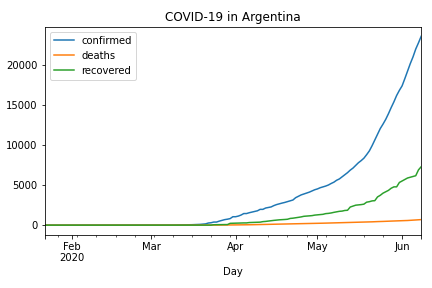 COVID-19 in Argentina
confirmed
deaths
recovered
20000
15000
10000
5000
0
Feb Mar Apr May Jun
2020
Day